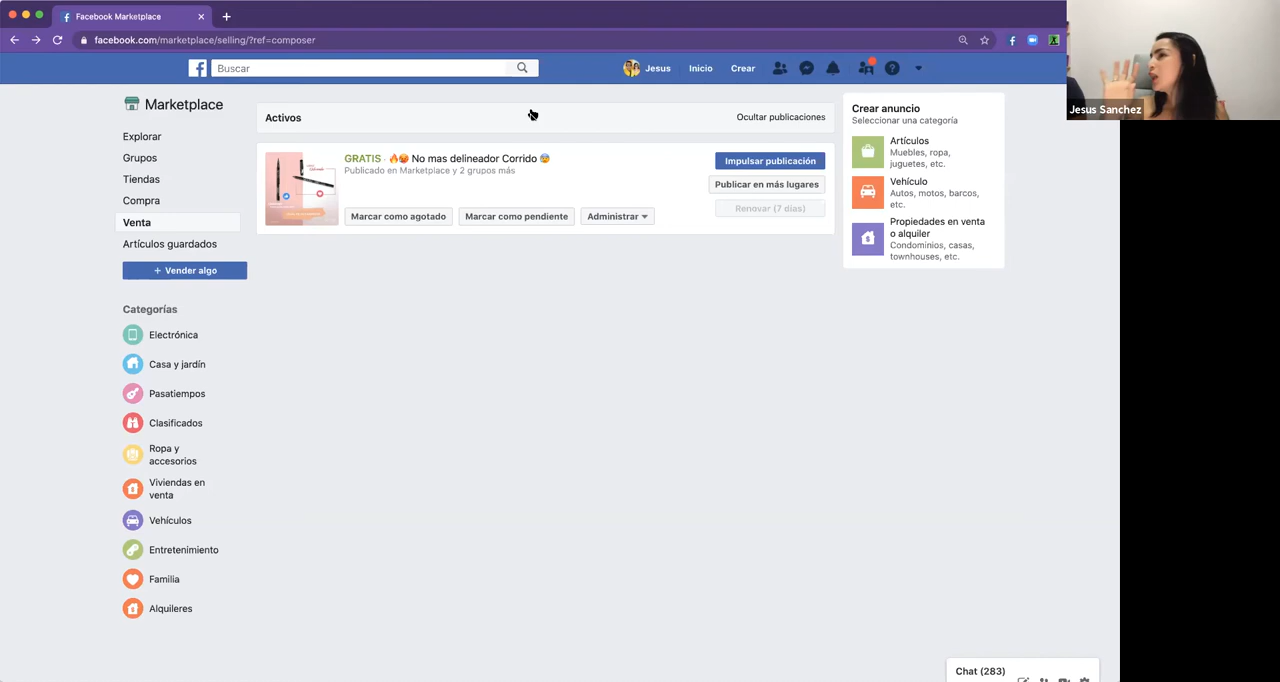 Facebook Marketplace
facebook.com/marketplace/selling/?ref=composer
Buscar
Jesus
Inicio
Crear
Jesus Sanchez
Marketplace
Explorar
Grupos
Tiendas
Compra
Venta
Artículos guardados
+ Vender algo
Categorías
Electrónica
Casa y jardín
Pasatiempos
Clasificados
Ropa y
accesorios
Viviendas en
venta
Vehículos
Entretenimiento
Familia
Alquileres
Activos
Ocultar publicaciones
GRATIS · 🔥😡 No mas delineador Corrido 😰
Publicado en Marketplace y 2 grupos más
Marcar como agotado
Marcar como pendiente
Administrar
Impulsar publicación
Publicar en más lugares
Renovar (7 días)
Crear anuncio
Seleccionar una categoría
Artículos
Muebles, ropa,
juguetes, etc.
Vehículo
Autos, motos, barcos,
etc.
Propiedades en venta
o alquiler
Condominios, casas,
townhouses, etc.
Chat (283)